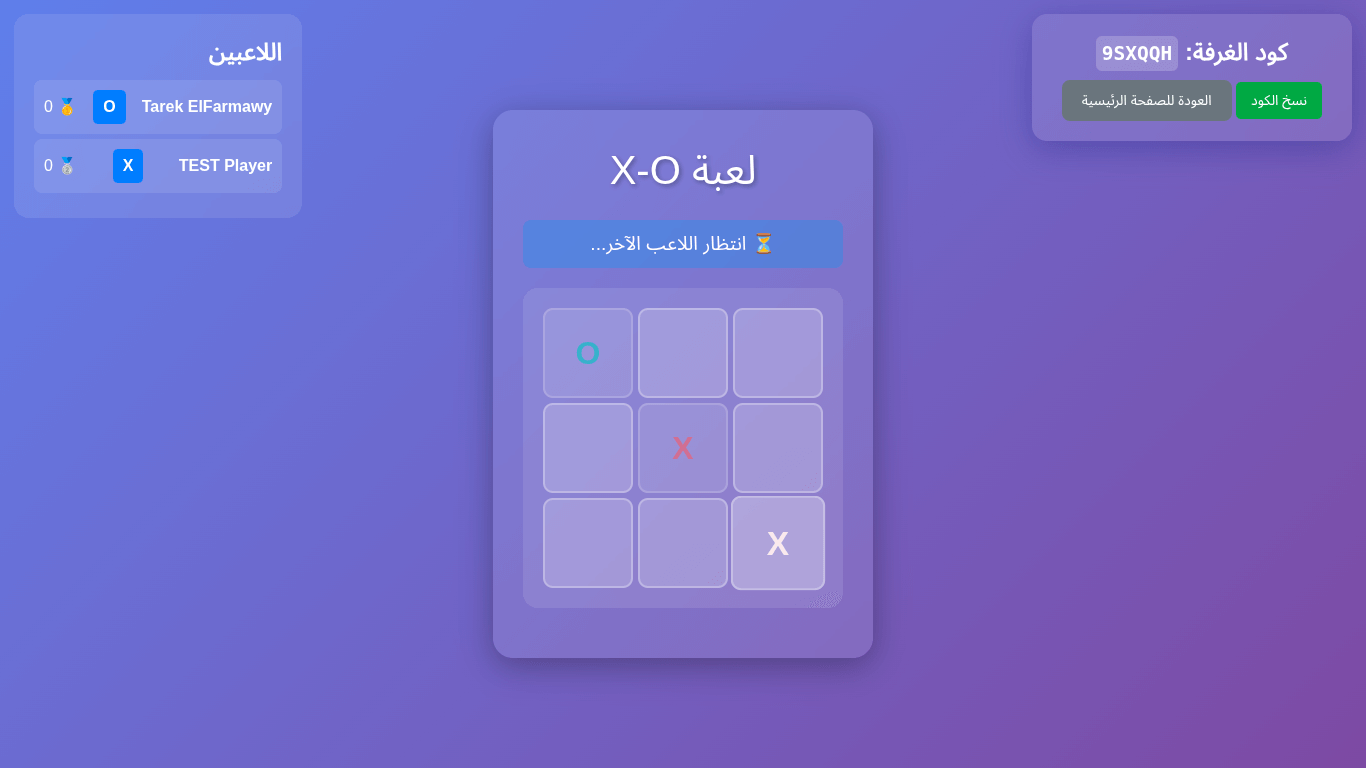 كود الغرفة: 9SXQQH
نسخ الكود
العودة للصفحة الرئيسية
اللاعبين
Tarek ElFarmawy O 🥇 0
TEST Player X 🥈 0
لعبة X-O
⏳ انتظار اللاعب الآخر...
O
X
X